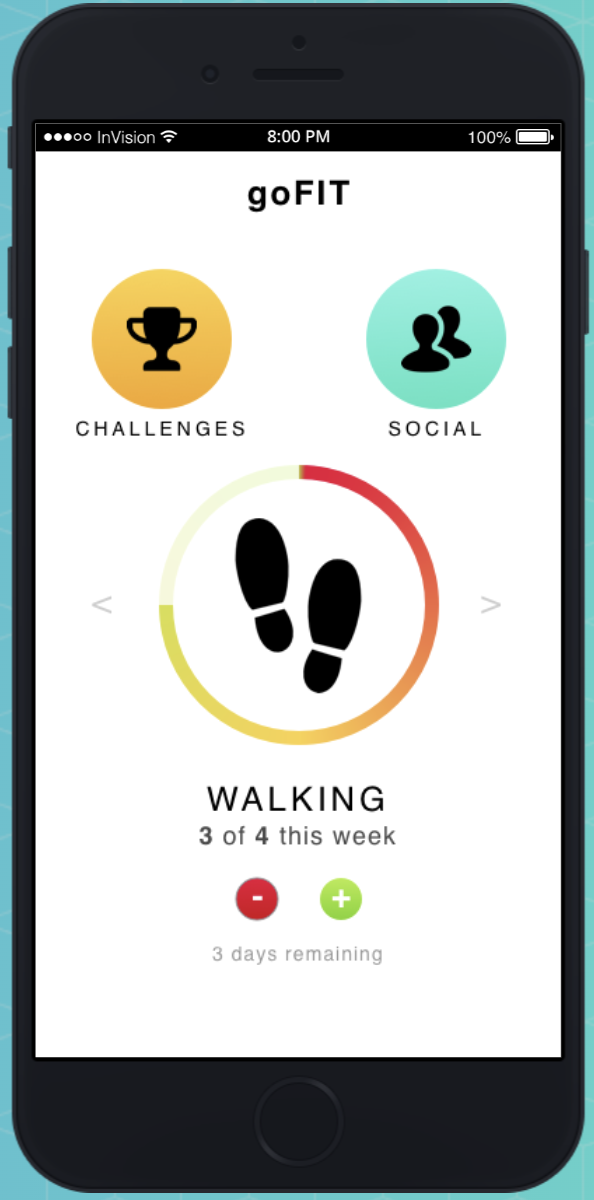 InVision 8:00 PM 100%
goFIT
CHALLENGES SOCIAL
< >
WALKING
3 of 4 this week
- +
3 days remaining